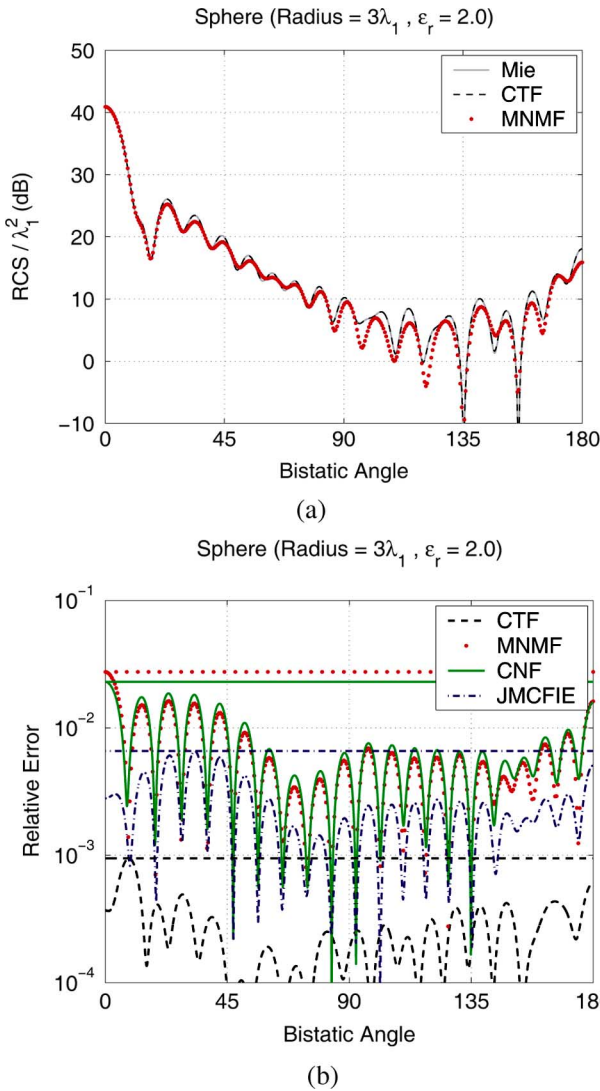 Sphere (Radius = 3λ₁ , εᵣ = 2.0)
50
40
30
20
10
0
−10
RCS / λ₁² (dB)
Mie
CTF
MNMF
0
45
90
135
180
Bistatic Angle
(a)
Sphere (Radius = 3λ₁ , εᵣ = 2.0)
10⁻¹
10⁻²
10⁻³
10⁻⁴
Relative Error
CTF
MNMF
CNF
JMCFIE
0
45
90
135
Bistatic Angle
(b)